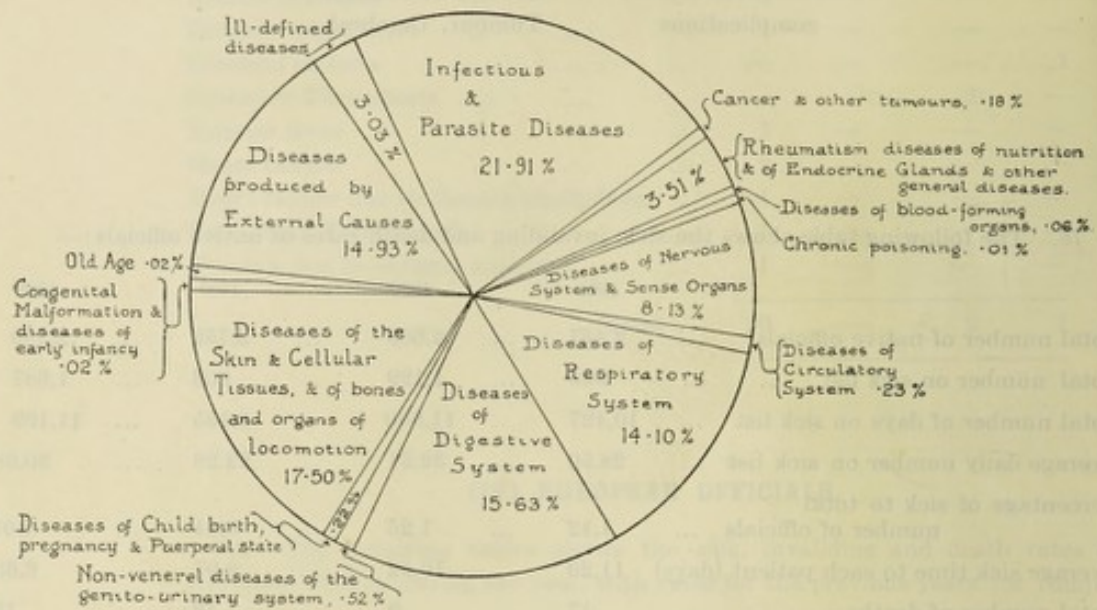 Ill-defined
diseases
3·03 %
Infectious
&
Parasite Diseases
21·91 %
Cancer & other tumours, ·18 %
Rheumatism diseases of nutrition
& of Endocrine Glands & other
general diseases.
3·51 %
Diseases of blood-forming
organs, ·06 %
Chronic poisoning, ·01 %
Diseases of Nervous
System & Sense Organs
8·13 %
Diseases of
Circulatory
System ·23 %
Diseases of
Respiratory
System
14·10 %
Diseases
of
Digestive
System
15·63 %
Non-venerel diseases of the
genito-urinary system, ·52 %
Diseases of Child birth,
pregnancy & Puerperal state
·22 %
Diseases of the
Skin & Cellular
Tissues, & of bones
and organs of
locomotion
17·50 %
Congenital
Malformation &
diseases of
early infancy
·02 %
Old Age ·02 %
Diseases
produced by
External Causes
14·93 %